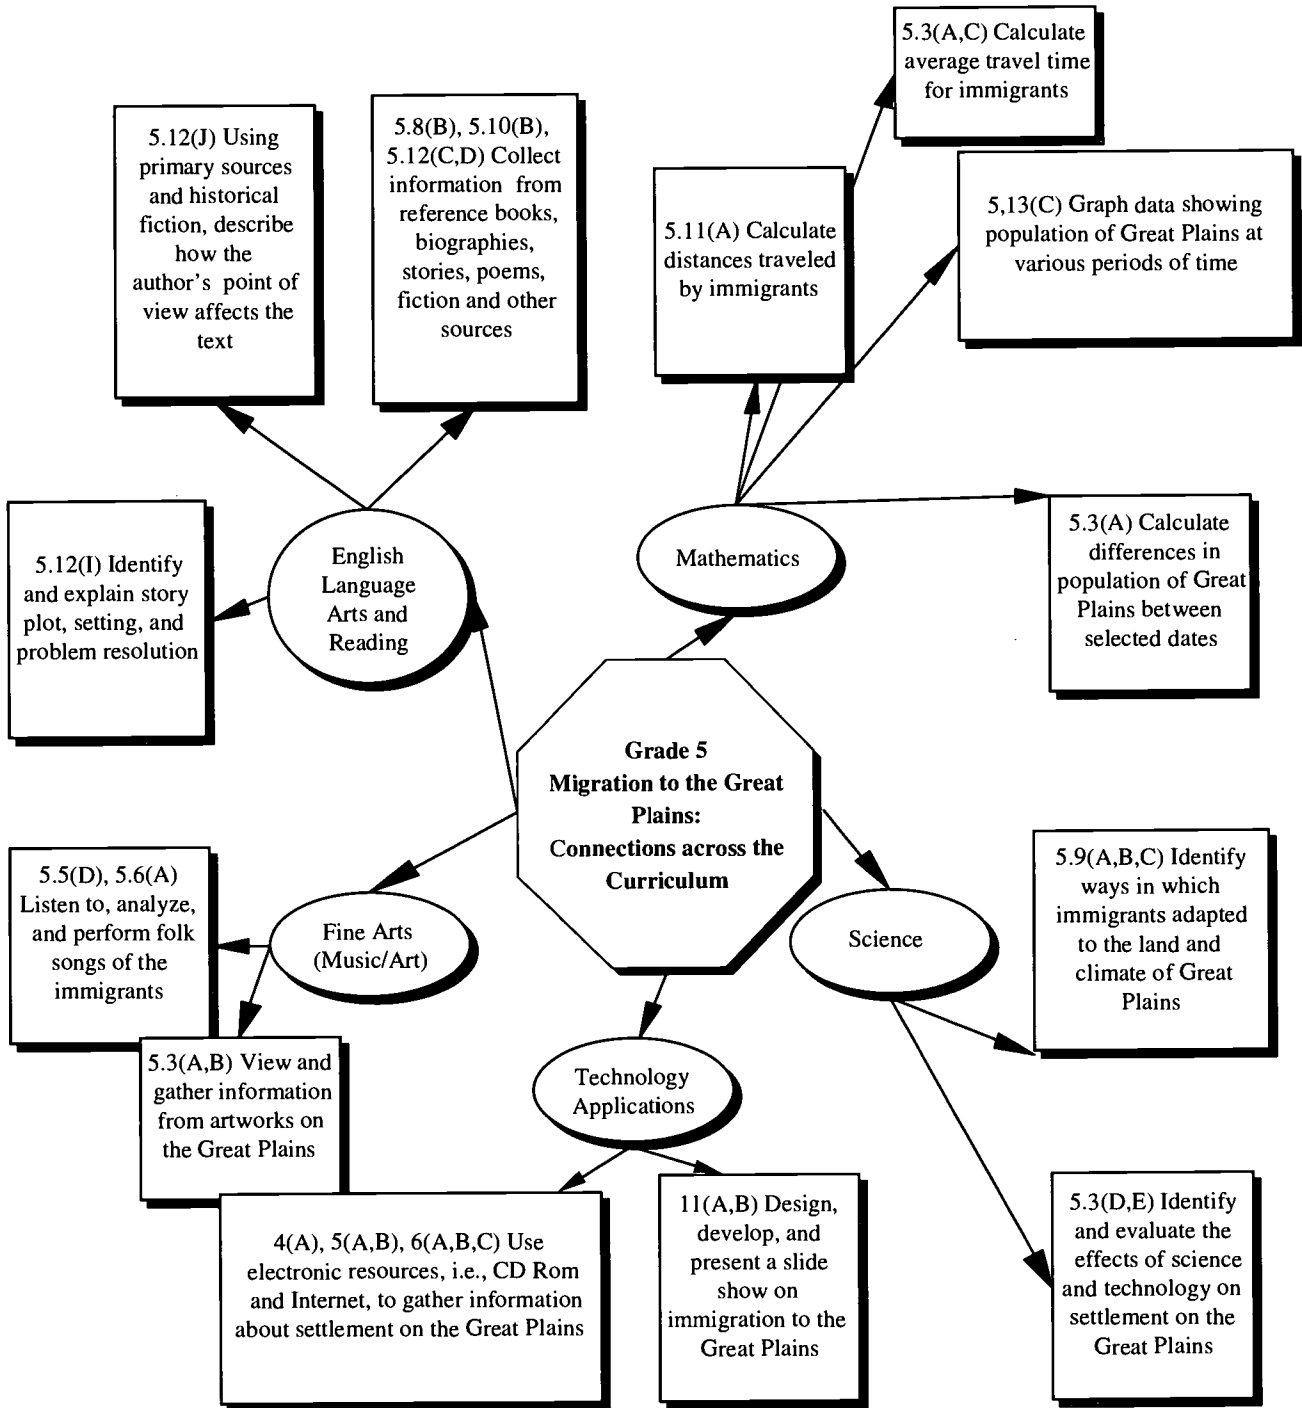 5.3(A,C) Calculate
average travel time
for immigrants
5.12(J) Using
primary sources
and historical
fiction, describe
how the
author's point of
view affects the
text
5.8(B), 5.10(B),
5.12(C,D) Collect
information from
reference books,
biographies,
stories, poems,
fiction and other
sources
5.11(A) Calculate
distances traveled
by immigrants
5,13(C) Graph data showing
population of Great Plains at
various periods of time
5.12(I) Identify
and explain story
plot, setting, and
problem resolution
English
Language
Arts and
Reading
Mathematics
5.3(A) Calculate
differences in
population of Great
Plains between
selected dates
Grade 5
Migration to the Great
Plains:
Connections across the
Curriculum
5.5(D), 5.6(A)
Listen to, analyze,
and perform folk
songs of the
immigrants
Fine Arts
(Music/Art)
Science
5.9(A,B,C) Identify
ways in which
immigrants adapted
to the land and
climate of Great
Plains
5.3(A,B) View and
gather information
from artworks on
the Great Plains
Technology
Applications
4(A), 5(A,B), 6(A,B,C) Use
electronic resources, i.e., CD Rom
and Internet, to gather information
about settlement on the Great Plains
11(A,B) Design,
develop, and
present a slide
show on
immigration to the
Great Plains
5.3(D,E) Identify
and evaluate the
effects of science
and technology on
settlement on the
Great Plains